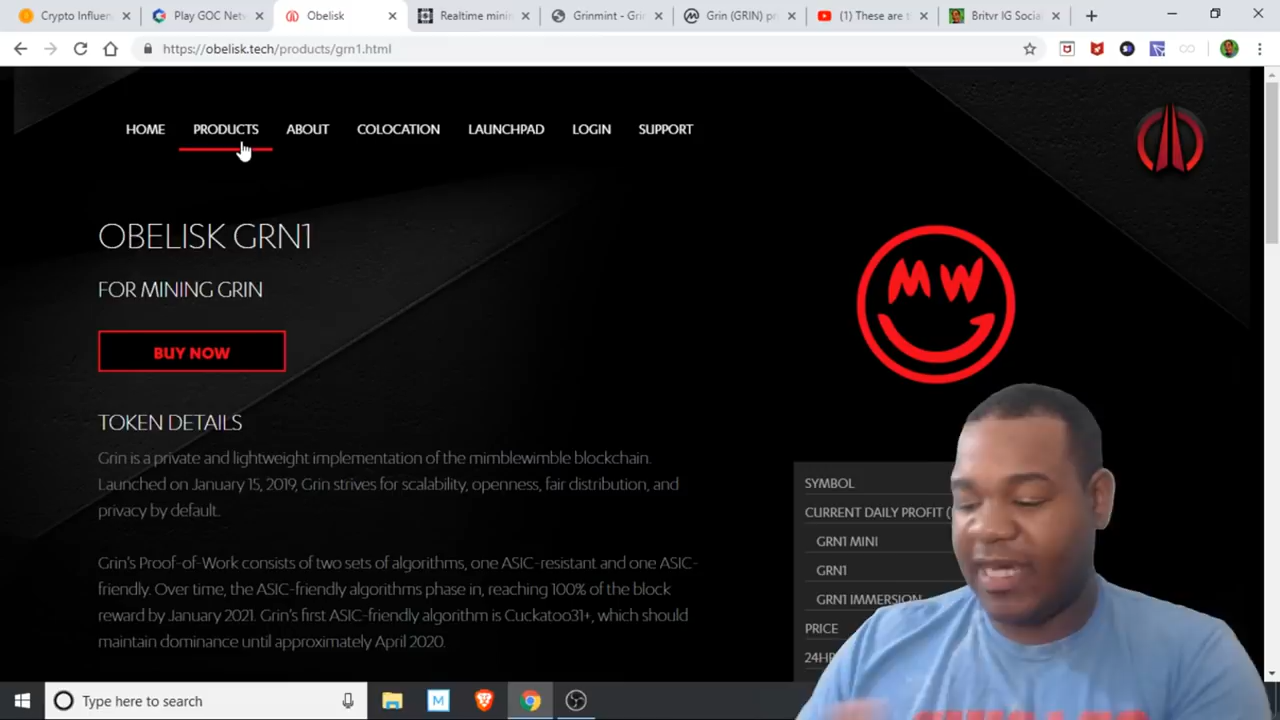 Crypto Influen
Play GOC Netw
Obelisk
Realtime minin
Grinmint - Grin
Grin (GRIN) pr
(1) These are t
Britvr IG Socia
https://obelisk.tech/products/grn1.html
HOME PRODUCTS ABOUT COLOCATION LAUNCHPAD LOGIN SUPPORT
OBELISK GRN1
FOR MINING GRIN
BUY NOW
MW
TOKEN DETAILS
Grin is a private and lightweight implementation of the mimblewimble blockchain.
Launched on January 15, 2019, Grin strives for scalability, openness, fair distribution, and
privacy by default.
Grin's Proof-of-Work consists of two sets of algorithms, one ASIC-resistant and one ASIC-
friendly. Over time, the ASIC-friendly algorithms phase in, reaching 100% of the block
reward by January 2021. Grin's first ASIC-friendly algorithm is Cuckatoo31+, which should
maintain dominance until approximately April 2020.
SYMBOL
CURRENT DAILY PROFIT (
GRN1 MINI
GRN1
GRN1 IMMERSION
PRICE
24HR
Type here to search
M